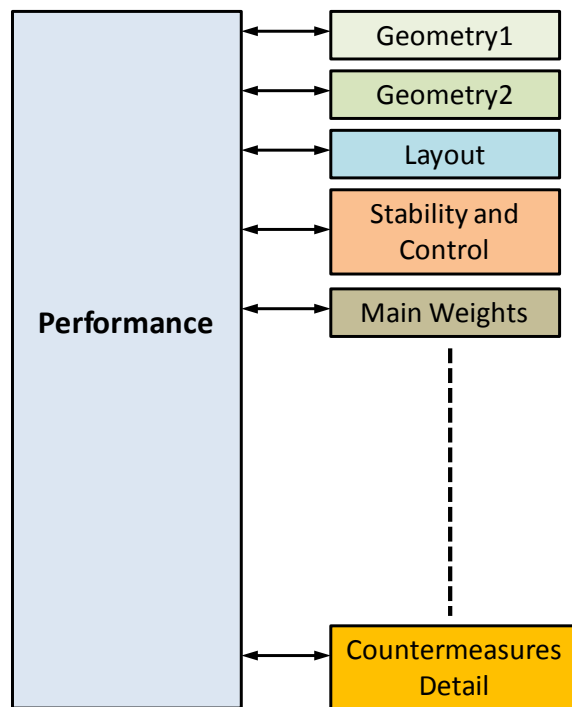 Geometry1
Geometry2
Layout
Stability and
Control
Performance
Main Weights
Countermeasures
Detail